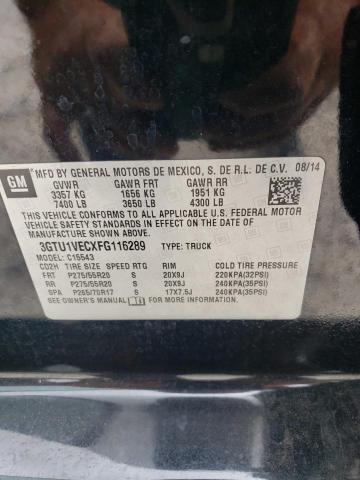 GM
MFD BY GENERAL MOTORS DE MEXICO, S. DE R.L. DE C.V. 08/14
GVWR GAWR FRT GAWR RR
3357 KG 1656 KG 1951 KG
7400 LB 3650 LB 4300 LB
THIS VEHICLE CONFORMS TO ALL APPLICABLE U.S. FEDERAL
MOTOR VEHICLE SAFETY AND THEFT PREVENTION STANDARDS
IN EFFECT ON THE DATE OF MANUFACTURE SHOWN ABOVE.
3GTU1VECXFG116289 TYPE: TRUCK
MODEL: C15543
CD2H TIRE SIZE SPEED RTG RIM COLD TIRE PRESSURE
FRT P275/55R20 S 20X9J 220KPA(32PSI)
RR P275/55R20 S 20X9J 240KPA(35PSI)
SPA P265/70R17 S 17X7.5J 240KPA(35PSI)
SEE OWNER'S MANUAL FOR ADDITIONAL INFORMATION.